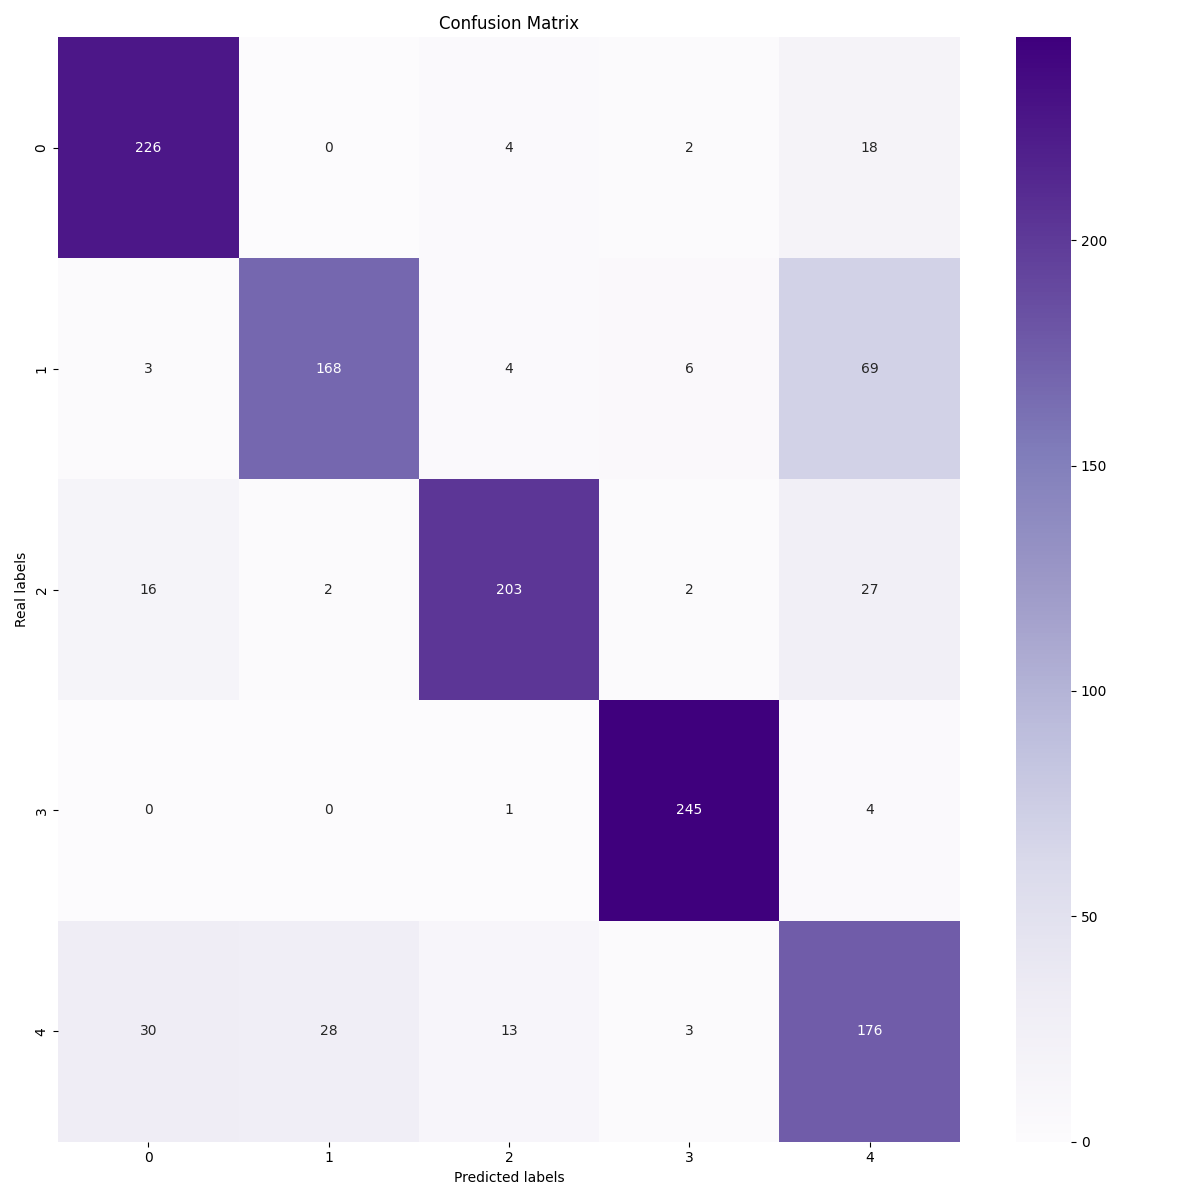 Confusion Matrix
0 226 0 4 2 18
1 3 168 4 6 69
2 16 2 203 2 27
3 0 0 1 245 4
4 30 28 13 3 176
0 1 2 3 4
Real labels
Predicted labels
200
150
100
50
0